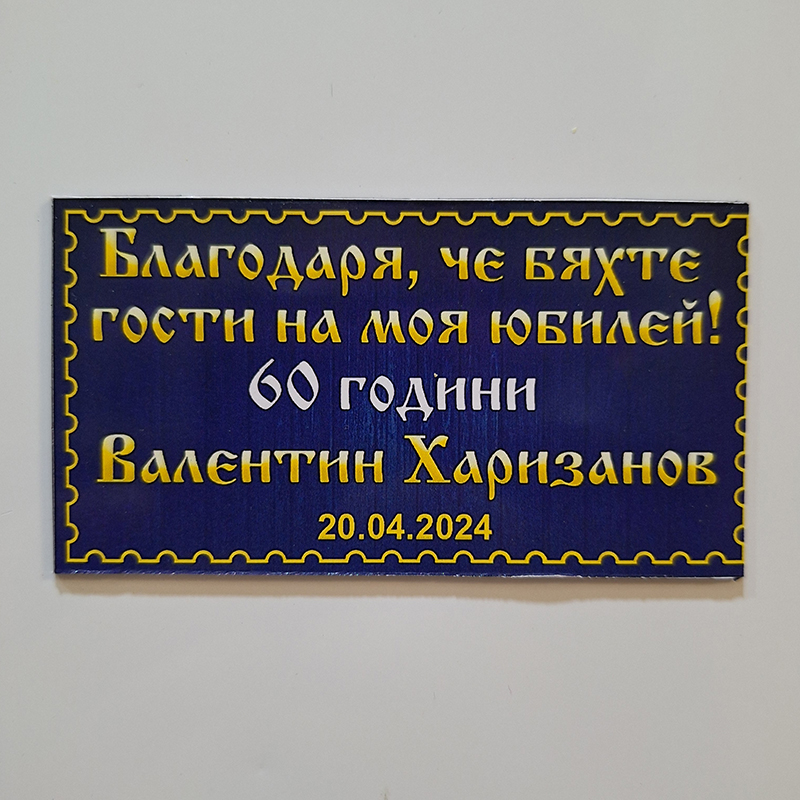 Благодаря, че бяхте
гости на моя юбилей!
60 години
Валентин Харизанов
20.04.2024